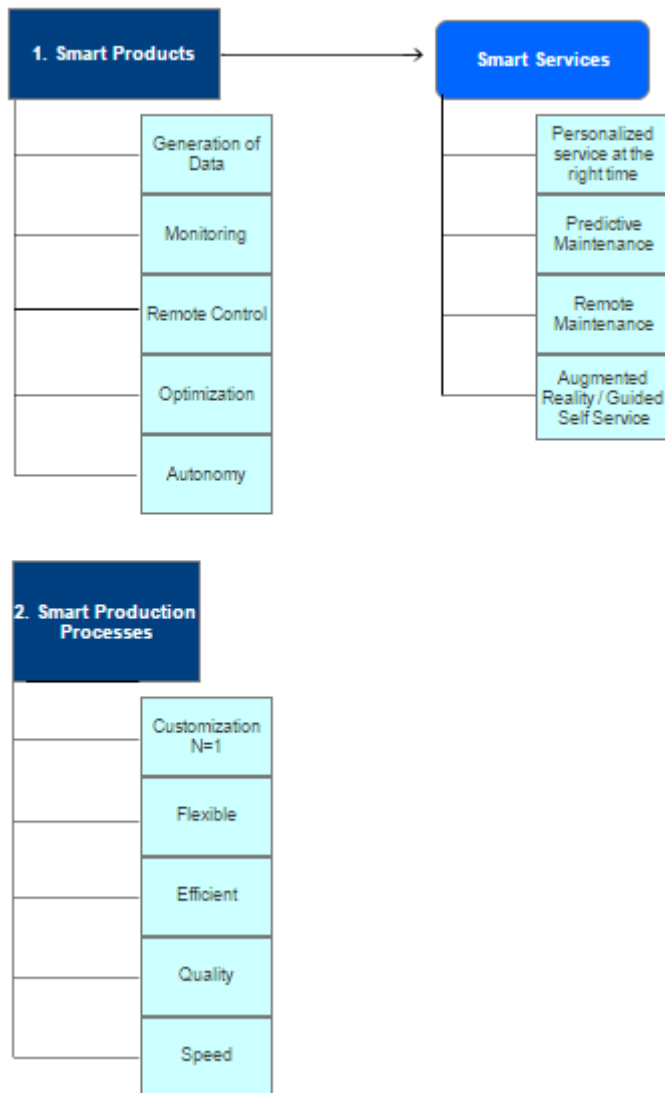 1. Smart Products
Generation of
Data
Monitoring
Remote Control
Optimization
Autonomy
Smart Services
Personalized
service at the
right time
Predictive
Maintenance
Remote
Maintenance
Augmented
Reality / Guided
Self Service
2. Smart Production
Processes
Customization
N=1
Flexible
Efficient
Quality
Speed